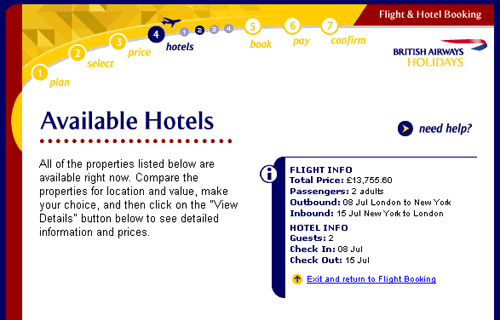 Flight & Hotel Booking
1 plan
2 select
3 price
4 hotels
1 2 3 4
5 book
6 pay
7 confirm
BRITISH AIRWAYS
HOLIDAYS
Available Hotels
need help?
All of the properties listed below are
available right now. Compare the
properties for location and value, make
your choice, and then click on the "View
Details" button below to see detailed
information and prices.
i
FLIGHT INFO
Total Price: £13,755.60
Passengers: 2 adults
Outbound: 08 Jul London to New York
Inbound: 15 Jul New York to London
HOTEL INFO
Guests: 2
Check In: 08 Jul
Check Out: 15 Jul
Exit and return to Flight Booking